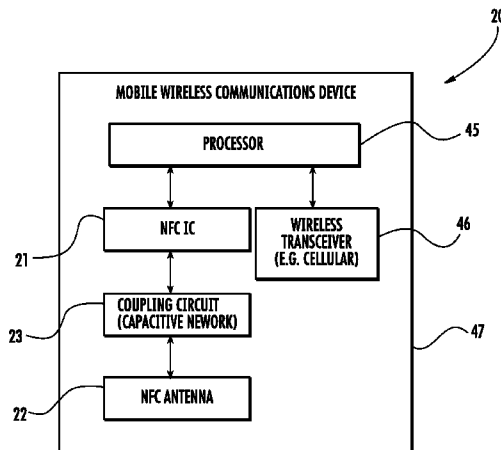 20
MOBILE WIRELESS COMMUNICATIONS DEVICE
PROCESSOR
45
NFC IC
21
WIRELESS
TRANSCEIVER
(E.G. CELLULAR)
46
COUPLING CIRCUIT
(CAPACITIVE NEWORK)
23
47
NFC ANTENNA
22